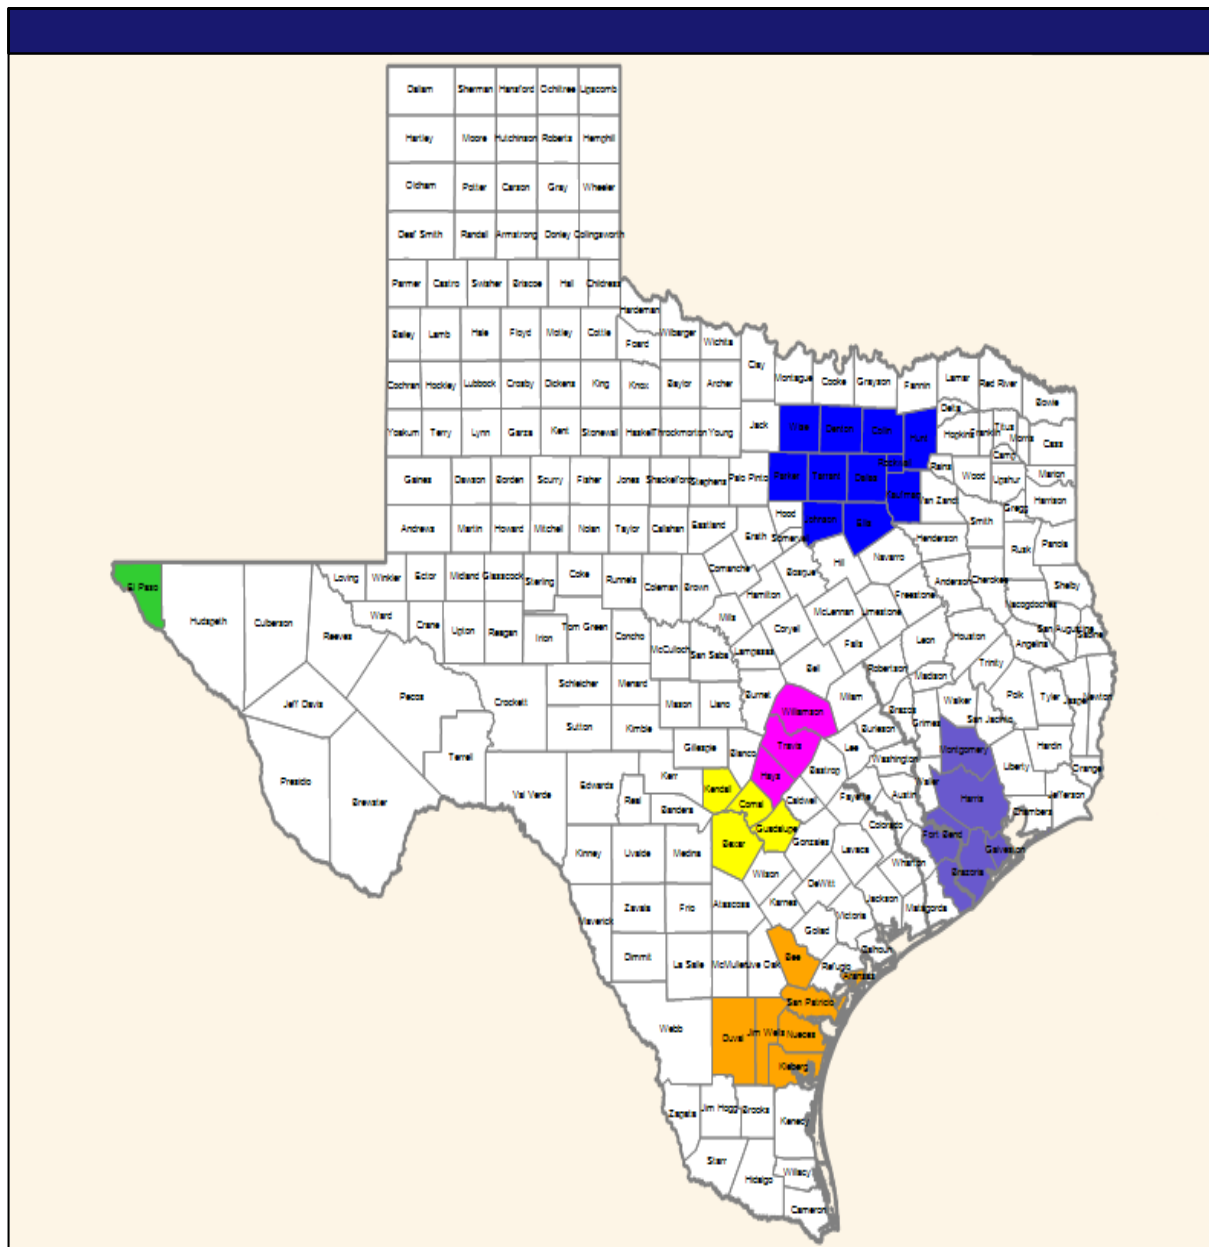 Dallam Sherman Hansford Ochiltree Lipscomb
Hartley Moore Hutchinson Roberts Hemphill
Oldham Potter Carson Gray Wheeler
Deaf Smith Randall Armstrong Donley Collingsworth
Parmer Castro Swisher Briscoe Hall Childress
Hardeman
Bailey Lamb Hale Floyd Motley Cottle Foard Wilbarger Wichita
Clay Montague Cooke Grayson Fannin Lamar Red River Bowie
Cochran Hockley Lubbock Crosby Dickens King Knox Baylor Archer
Yoakum Terry Lynn Garza Kent Stonewall Haskell Throckmorton Young Jack Wise Denton Collin Hunt Delta Hopkins Franklin Titus Morris Camp Cass
Gaines Dawson Borden Scurry Fisher Jones Shackelford Stephens Palo Pinto Parker Tarrant Dallas Rockwall Kaufman Rains Wood Upshur Marion
Van Zandt Gregg Harrison
Andrews Martin Howard Mitchell Nolan Taylor Callahan Eastland Erath Hood Somervell Johnson Ellis Henderson Smith Rusk Panola
El Paso Hudspeth Culberson Reeves Loving Winkler Ector Midland Glasscock Sterling Coke Runnels Coleman Brown Comanche Hamilton Bosque Hill Navarro Freestone Anderson Cherokee Nacogdoches Shelby
Ward Crane Upton Reagan Irion Tom Green Concho McCulloch San Saba Mills Lampasas Coryell McLennan Limestone Falls Leon Houston Angelina San Augustine Sabine
Jeff Davis Pecos Crockett Schleicher Menard Mason Llano Burnet Bell Milam Robertson Madison Trinity Polk Tyler Jasper Newton
Sutton Kimble Williamson Brazos Grimes Walker San Jacinto
Presidio Brewster Terrell Val Verde Edwards Real Kerr Gillespie Blanco Travis Hays Bastrop Lee Burleson Washington Montgomery Liberty Hardin Orange
Bandera Kendall Comal Guadalupe Caldwell Fayette Austin Waller Harris Chambers Jefferson
Kinney Uvalde Medina Bexar Wilson Gonzales Lavaca Colorado Wharton Fort Bend Brazoria Galveston
Maverick Zavala Frio Atascosa Karnes DeWitt Victoria Jackson Matagorda
Dimmit La Salle McMullen Live Oak Bee Goliad Refugio Calhoun Aransas
Webb Duval Jim Wells San Patricio Nueces Kleberg
Zapata Jim Hogg Brooks Kenedy
Starr Hidalgo Willacy Cameron